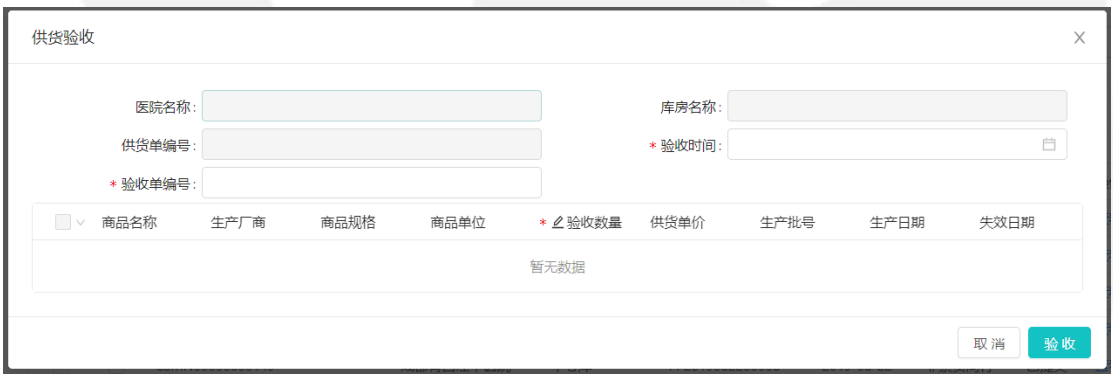 供货验收
医院名称: 库房名称:
供货单编号: * 验收时间:
* 验收单编号:
商品名称 生产厂商 商品规格 商品单位 * 验收数量 供货单价 生产批号 生产日期 失效日期
暂无数据
取 消 验 收